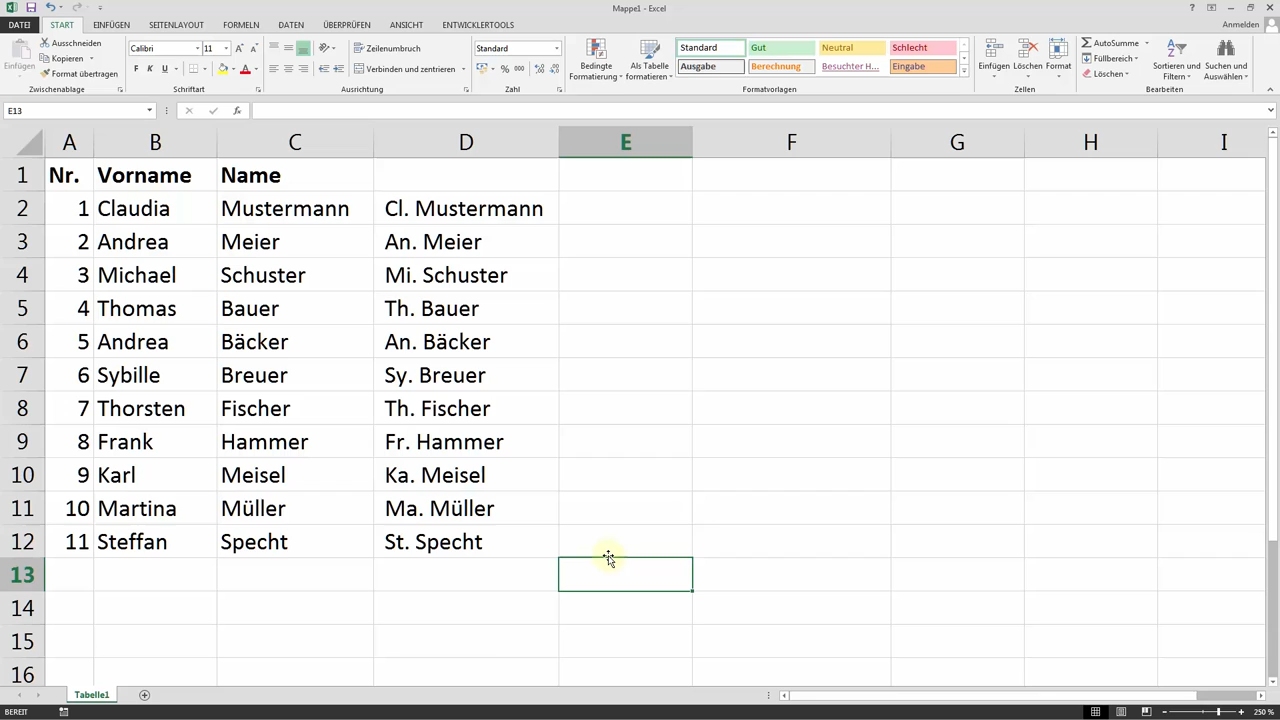 Mappe1 - Excel
DATEI START EINFÜGEN SEITENLAYOUT FORMELN DATEN ÜBERPRÜFEN ANSICHT ENTWICKLERTOOLS Anmelden
Einfügen
Ausschneiden
Kopieren
Format übertragen
Zwischenablage
Calibri 11
F K U
Schriftart
Zeilenumbruch
Verbinden und zentrieren
Ausrichtung
Standard
% 000
Zahl
Bedingte Formatierung
Als Tabelle formatieren
Standard Gut Neutral Schlecht
Ausgabe Berechnung Besuchter H... Eingabe
Formatvorlagen
Einfügen Löschen Format
Zellen
AutoSumme
Füllbereich
Löschen
Sortieren und Filtern
Suchen und Auswählen
Bearbeiten
E13 fx
A B C D E F G H I
1 Nr. Vorname Name
2 1 Claudia Mustermann Cl. Mustermann
3 2 Andrea Meier An. Meier
4 3 Michael Schuster Mi. Schuster
5 4 Thomas Bauer Th. Bauer
6 5 Andrea Bäcker An. Bäcker
7 6 Sybille Breuer Sy. Breuer
8 7 Thorsten Fischer Th. Fischer
9 8 Frank Hammer Fr. Hammer
10 9 Karl Meisel Ka. Meisel
11 10 Martina Müller Ma. Müller
12 11 Steffan Specht St. Specht
13
14
15
16
Tabelle1
BEREIT 250 %